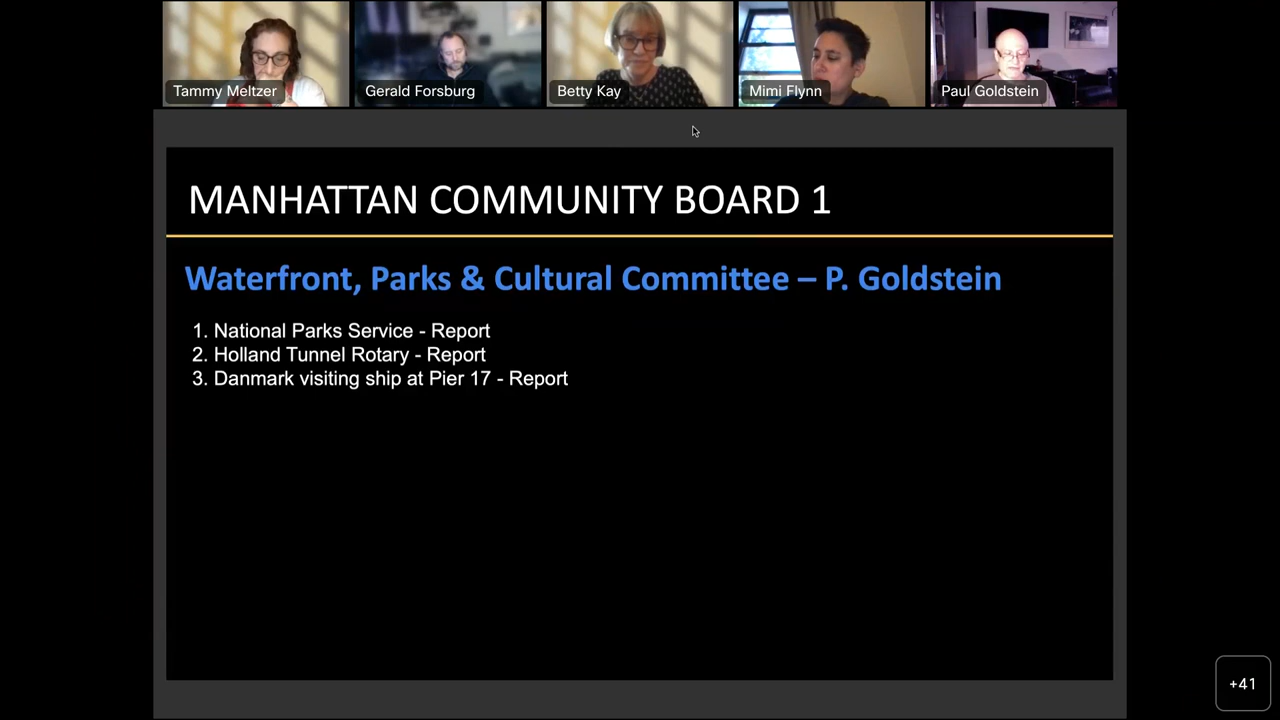 Tammy Meltzer
Gerald Forsburg
Betty Kay
Mimi Flynn
Paul Goldstein
MANHATTAN COMMUNITY BOARD 1
Waterfront, Parks & Cultural Committee – P. Goldstein
1. National Parks Service - Report
2. Holland Tunnel Rotary - Report
3. Danmark visiting ship at Pier 17 - Report
+41